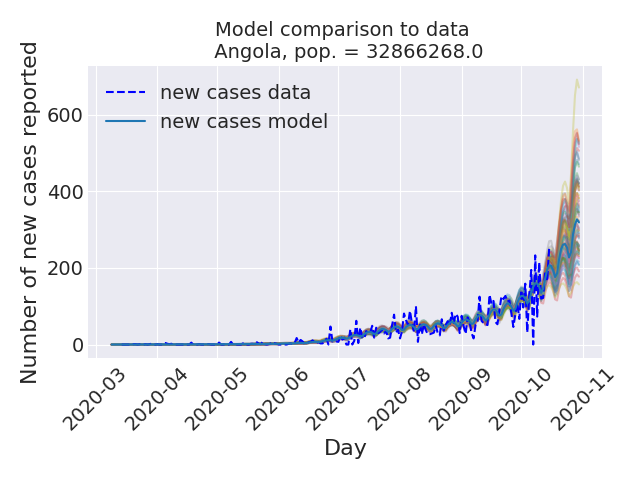 Model comparison to data
Angola, pop. = 32866268.0
Number of new cases reported
600
400
200
0
new cases data
new cases model
2020-03
2020-04
2020-05
2020-06
2020-07
2020-08
2020-09
2020-10
2020-11
Day